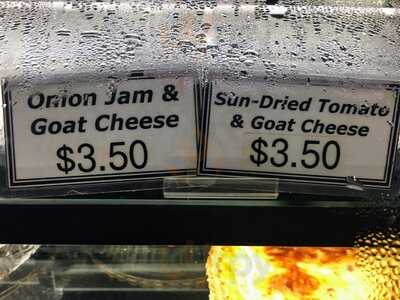 Onion Jam &
Goat Cheese
$3.50
Sun-Dried Tomato
& Goat Cheese
$3.50